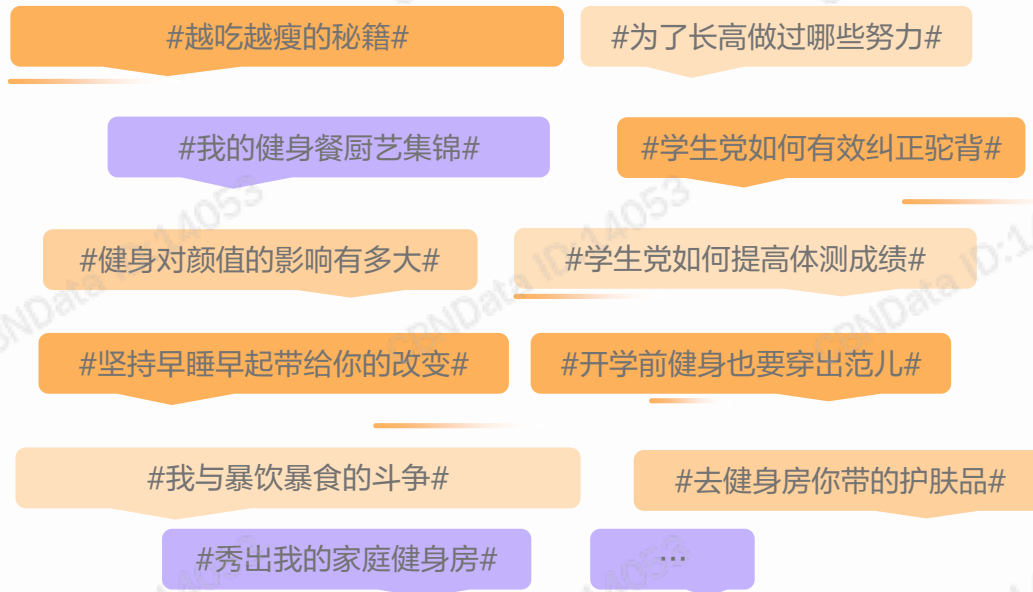 #越吃越瘦的秘籍#
#为了长高做过哪些努力#
#我的健身餐厨艺集锦#
#学生党如何有效纠正驼背#
#健身对颜值的影响有多大#
#学生党如何提高体测成绩#
#坚持早睡早起带给你的改变#
#开学前健身也要穿出范儿#
#我与暴饮暴食的斗争#
#去健身房你带的护肤品#
#秀出我的家庭健身房#
...
CBNData ID:14053